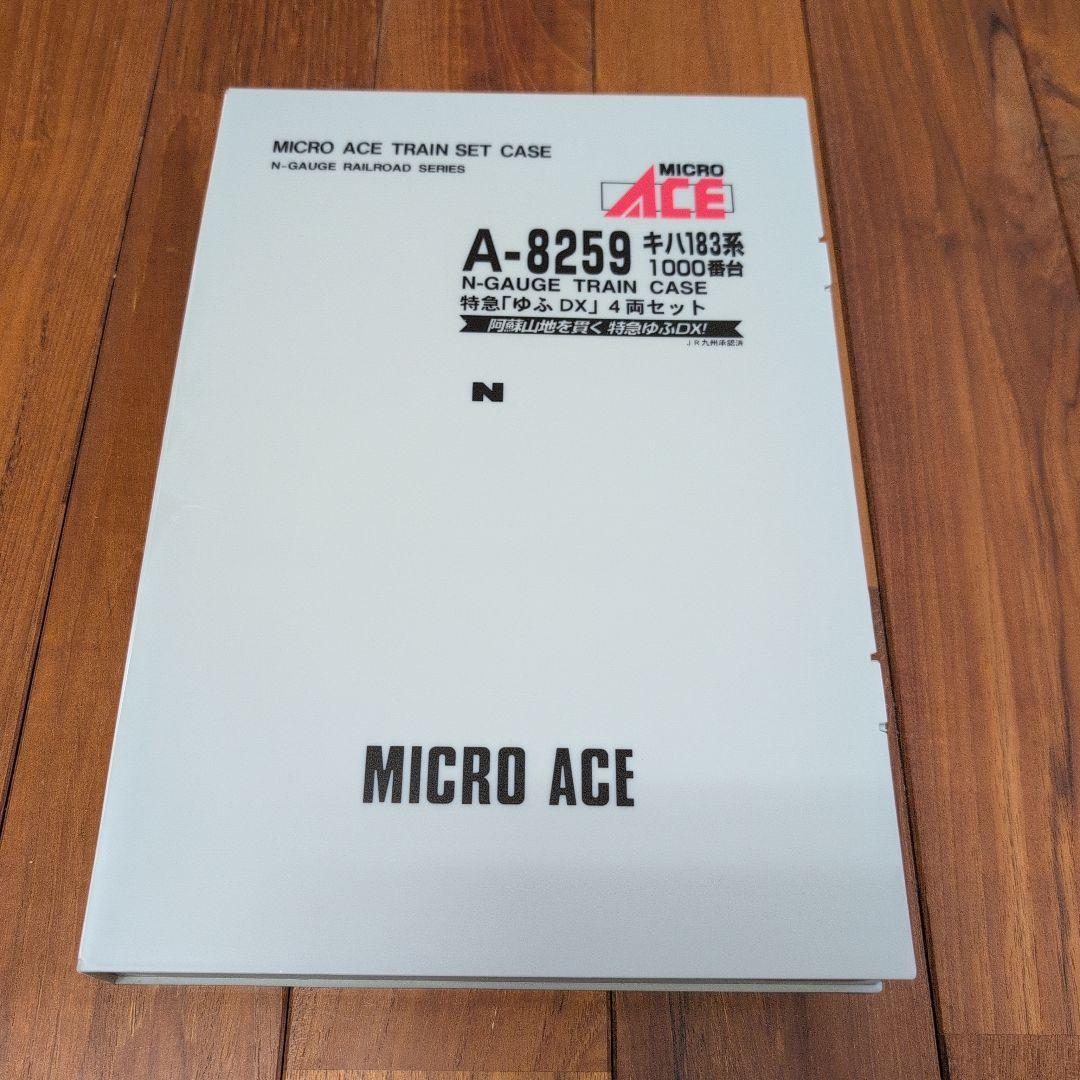 MICRO ACE TRAIN SET CASE
N-GAUGE RAILROAD SERIES
MICRO
ACE
A-8259 キハ183系
1000番台
N-GAUGE TRAIN CASE
特急「ゆふDX」4両セット
阿蘇山地を貫く 特急ゆふDX!
JR九州承認済
N
MICRO ACE